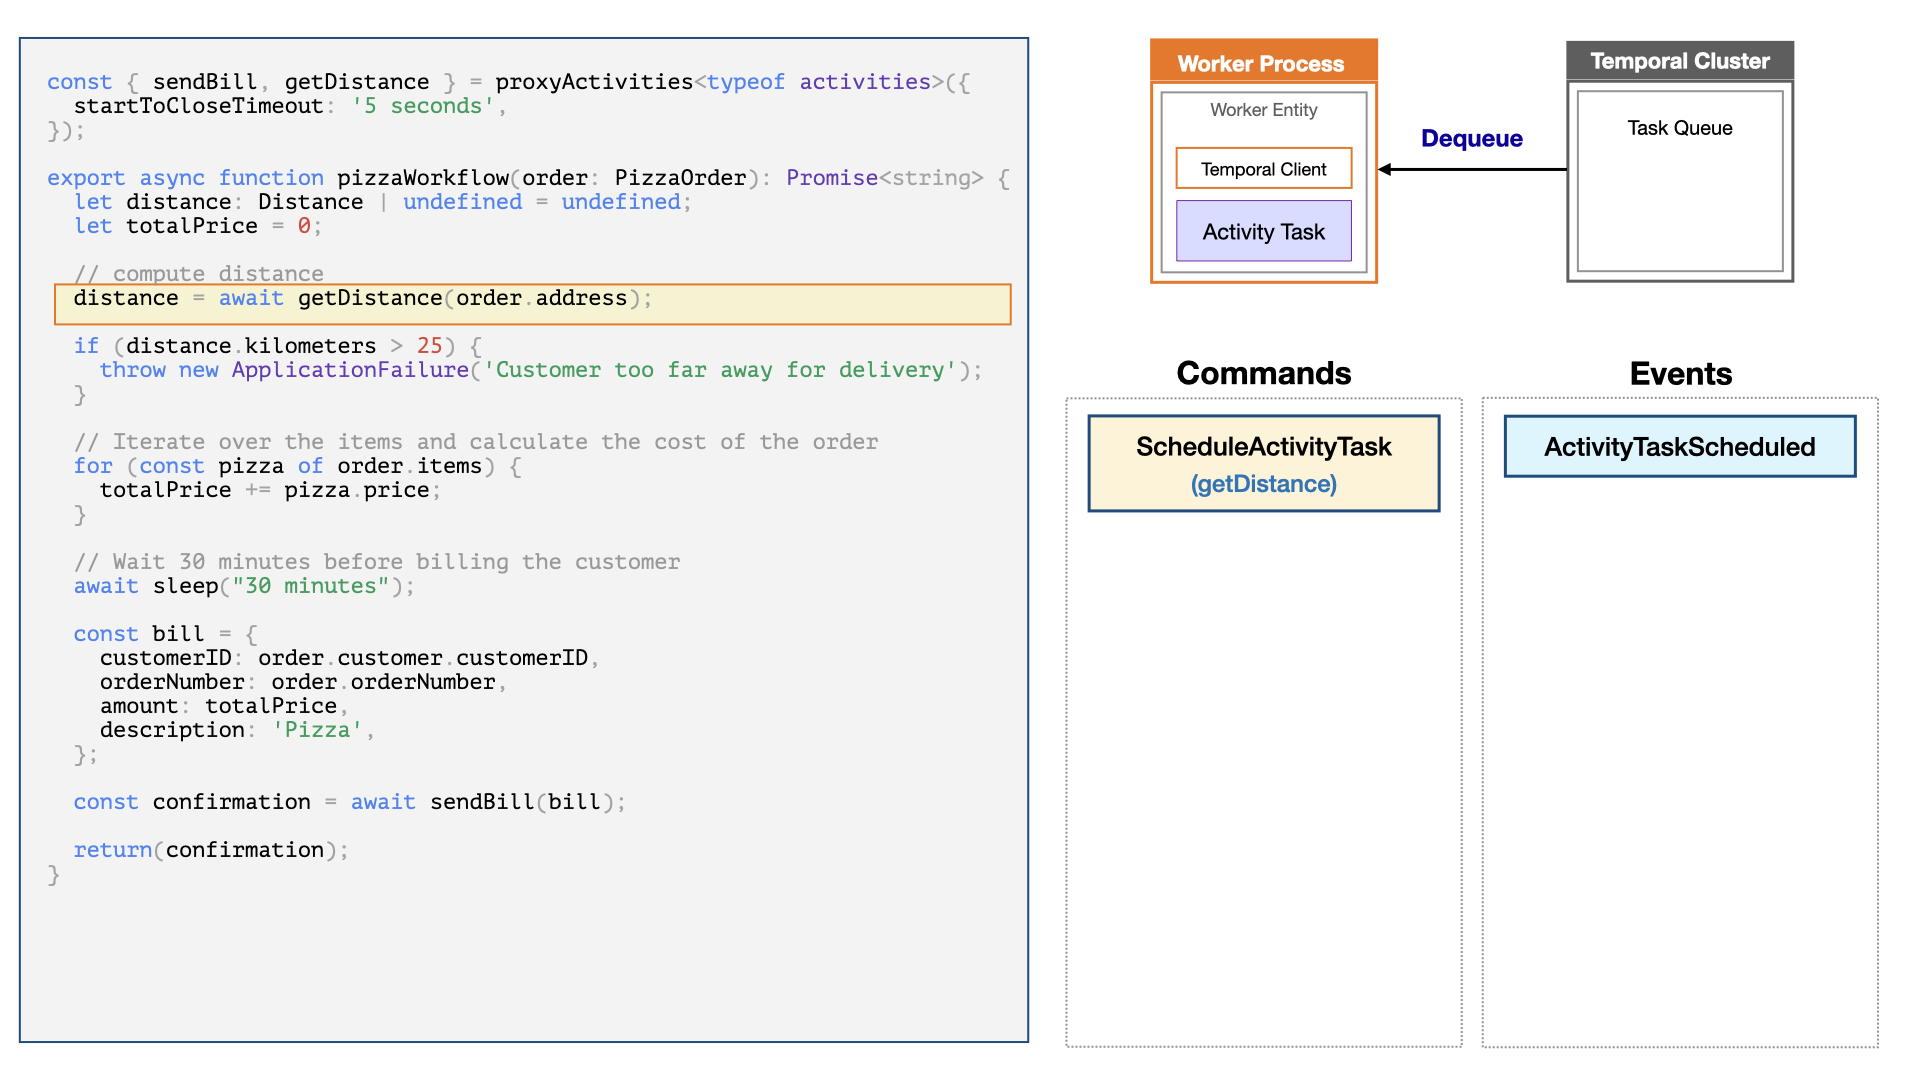 const { sendBill, getDistance } = proxyActivities<typeof activities>({
  startToCloseTimeout: '5 seconds',
});

export async function pizzaWorkflow(order: PizzaOrder): Promise<string> {
  let distance: Distance | undefined = undefined;
  let totalPrice = 0;

  // compute distance
  distance = await getDistance(order.address);

  if (distance.kilometers > 25) {
    throw new ApplicationFailure('Customer too far away for delivery');
  }

  // Iterate over the items and calculate the cost of the order
  for (const pizza of order.items) {
    totalPrice += pizza.price;
  }

  // Wait 30 minutes before billing the customer
  await sleep("30 minutes");

  const bill = {
    customerID: order.customer.customerID,
    orderNumber: order.orderNumber,
    amount: totalPrice,
    description: 'Pizza',
  };

  const confirmation = await sendBill(bill);

  return(confirmation);
}
Worker Process
Worker Entity
Temporal Client
Activity Task
Dequeue
Temporal Cluster
Task Queue
Commands
ScheduleActivityTask
(getDistance)
Events
ActivityTaskScheduled